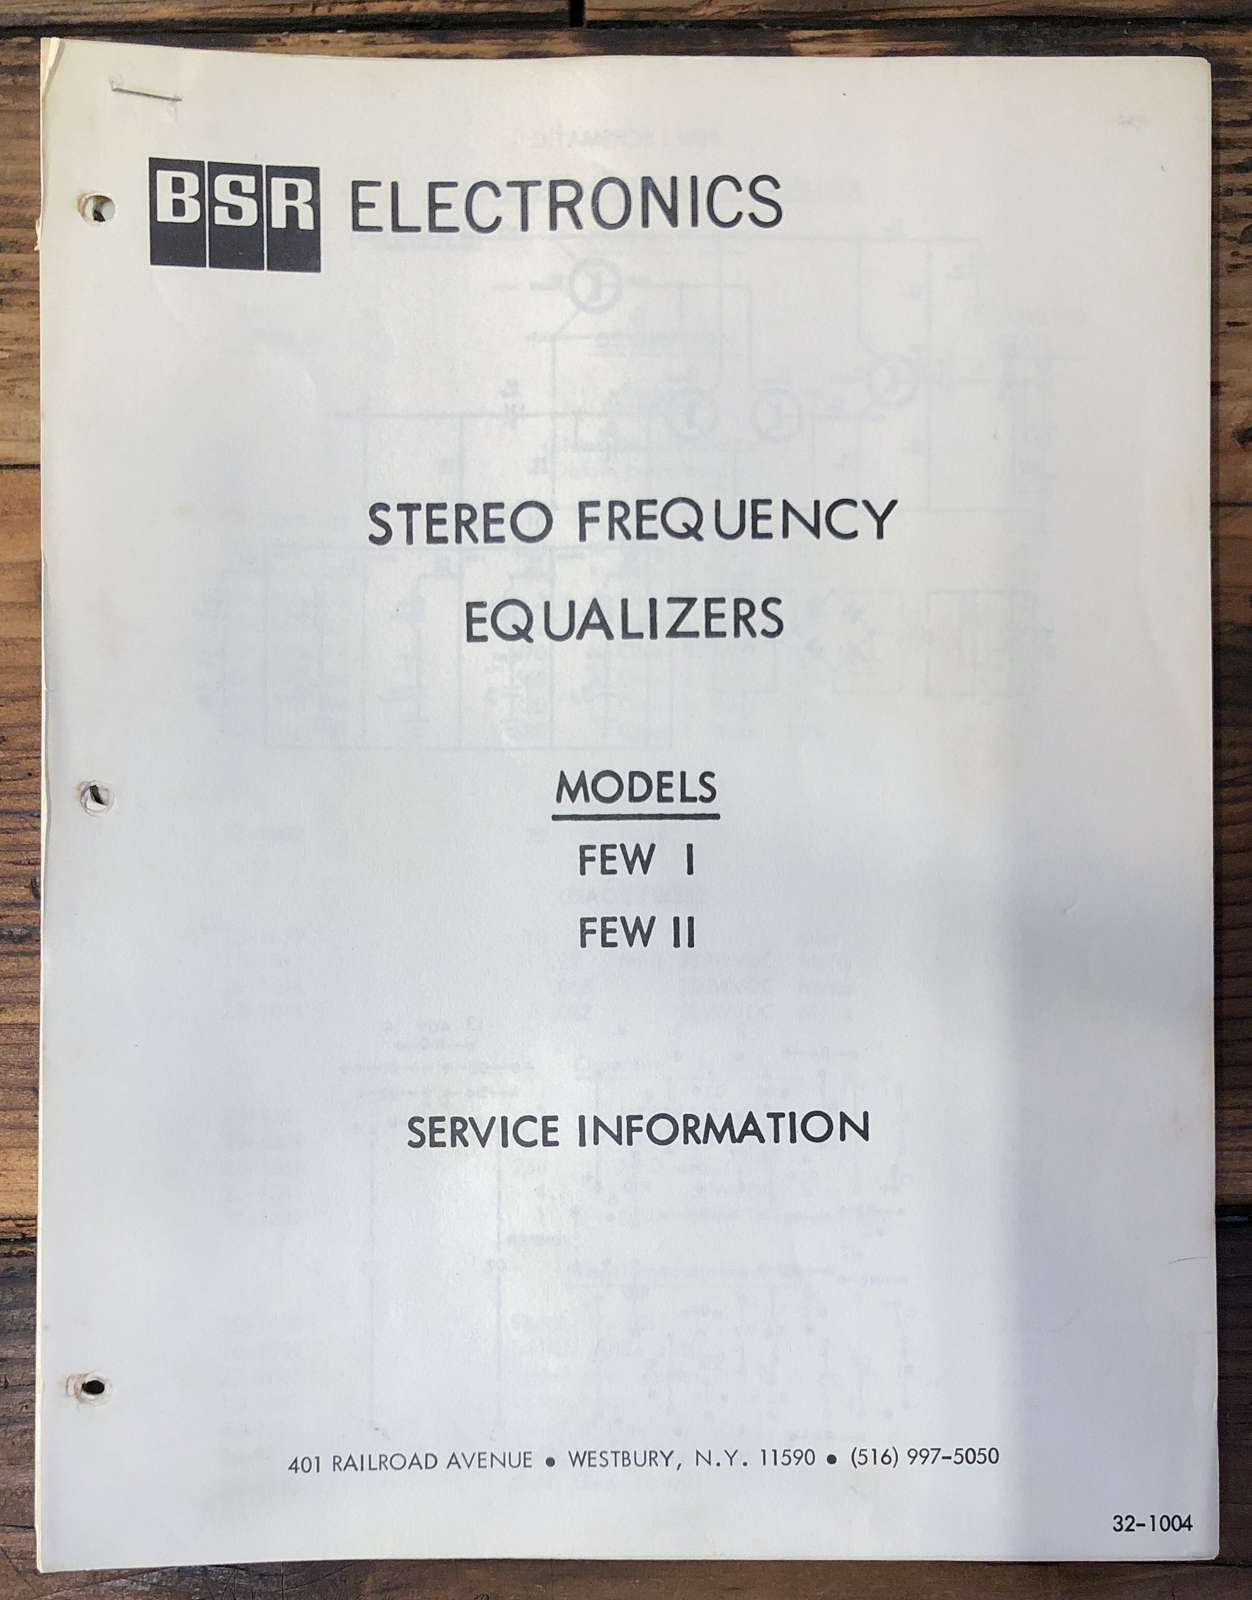 BSR ELECTRONICS
STEREO FREQUENCY
EQUALIZERS
MODELS
FEW I
FEW II
SERVICE INFORMATION
401 RAILROAD AVENUE • WESTBURY, N.Y. 11590 • (516) 997-5050
32-1004